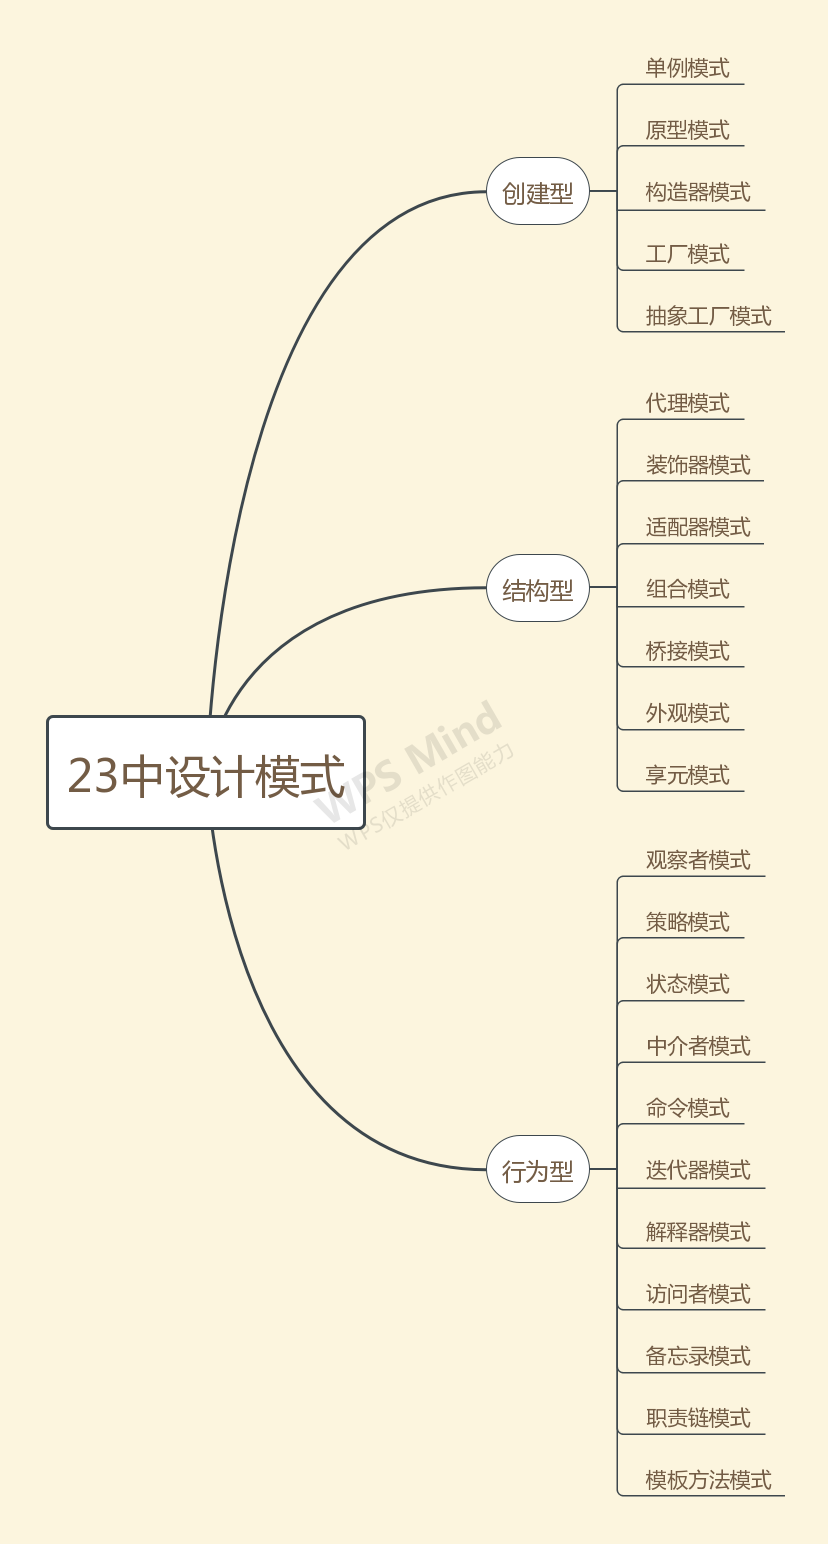 23中设计模式
创建型
单例模式
原型模式
构造器模式
工厂模式
抽象工厂模式
结构型
代理模式
装饰器模式
适配器模式
组合模式
桥接模式
外观模式
享元模式
行为型
观察者模式
策略模式
状态模式
中介者模式
命令模式
迭代器模式
解释器模式
访问者模式
备忘录模式
职责链模式
模板方法模式
WPS Mind
WPS仅提供作图能力